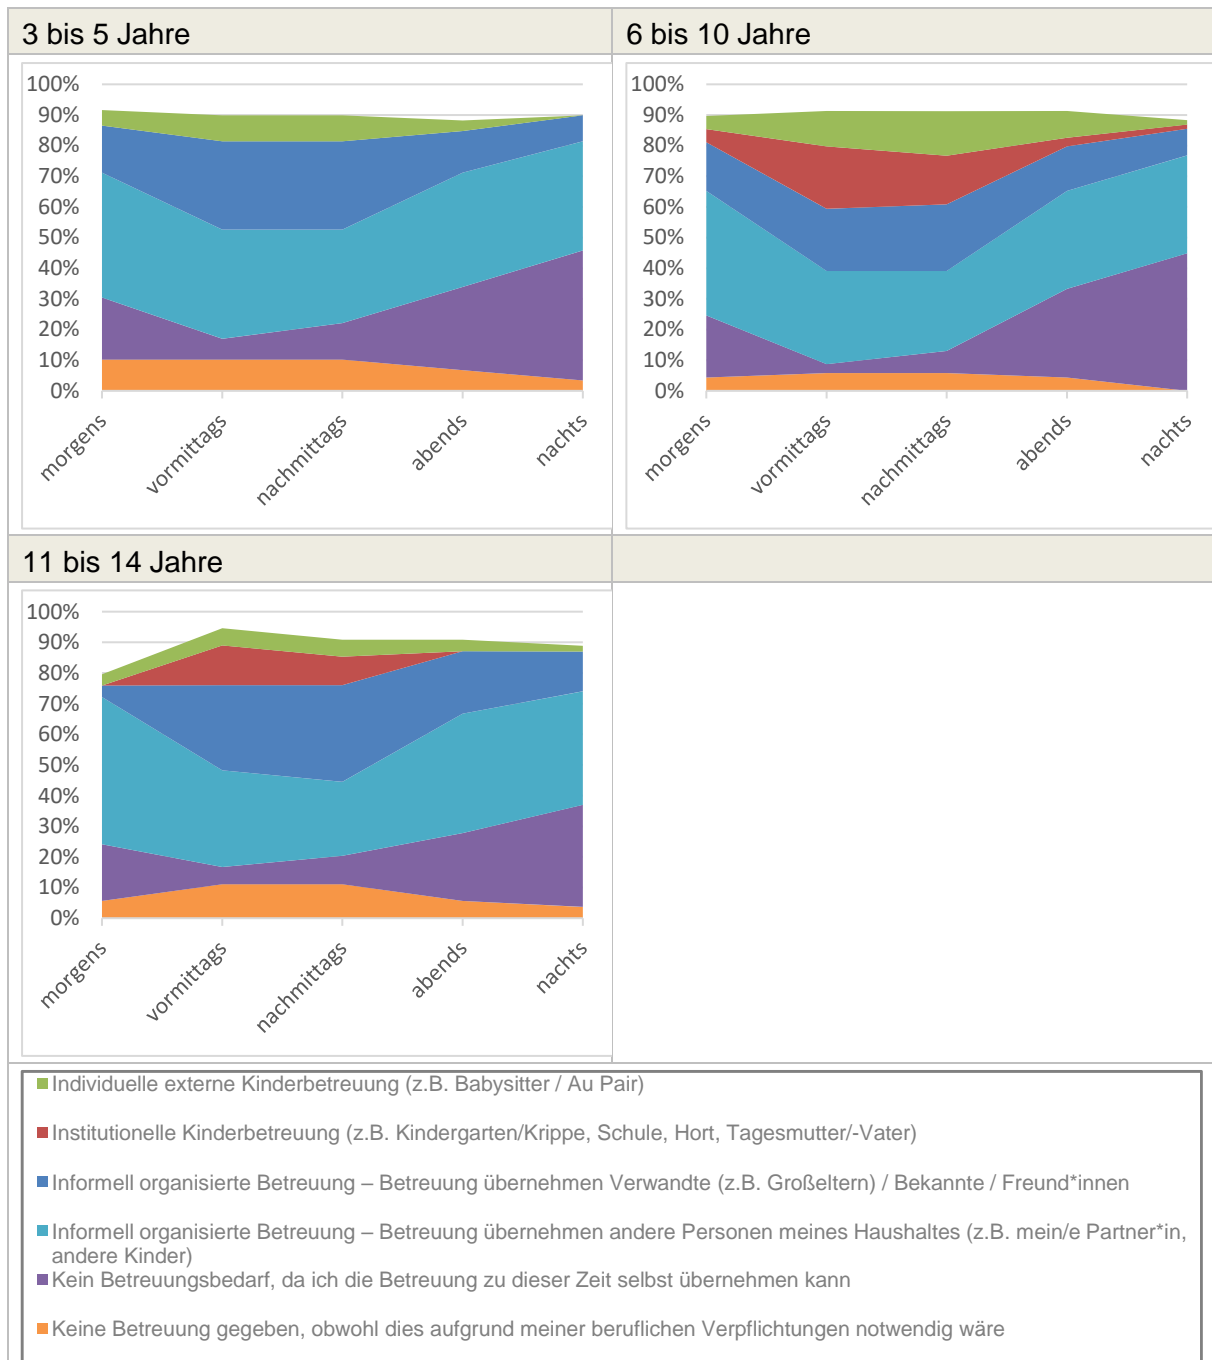 3 bis 5 Jahre
6 bis 10 Jahre
100%
90%
80%
70%
60%
50%
40%
30%
20%
10%
0%
morgens
vormittags
nachmittags
abends
nachts
100%
90%
80%
70%
60%
50%
40%
30%
20%
10%
0%
morgens
vormittags
nachmittags
abends
nachts
11 bis 14 Jahre
100%
90%
80%
70%
60%
50%
40%
30%
20%
10%
0%
morgens
vormittags
nachmittags
abends
nachts
Individuelle externe Kinderbetreuung (z.B. Babysitter / Au Pair)
Institutionelle Kinderbetreuung (z.B. Kindergarten/Krippe, Schule, Hort, Tagesmutter/-Vater)
Informell organisierte Betreuung – Betreuung übernehmen Verwandte (z.B. Großeltern) / Bekannte / Freund*innen
Informell organisierte Betreuung – Betreuung übernehmen andere Personen meines Haushaltes (z.B. mein/e Partner*in,
andere Kinder)
Kein Betreuungsbedarf, da ich die Betreuung zu dieser Zeit selbst übernehmen kann
Keine Betreuung gegeben, obwohl dies aufgrund meiner beruflichen Verpflichtungen notwendig wäre